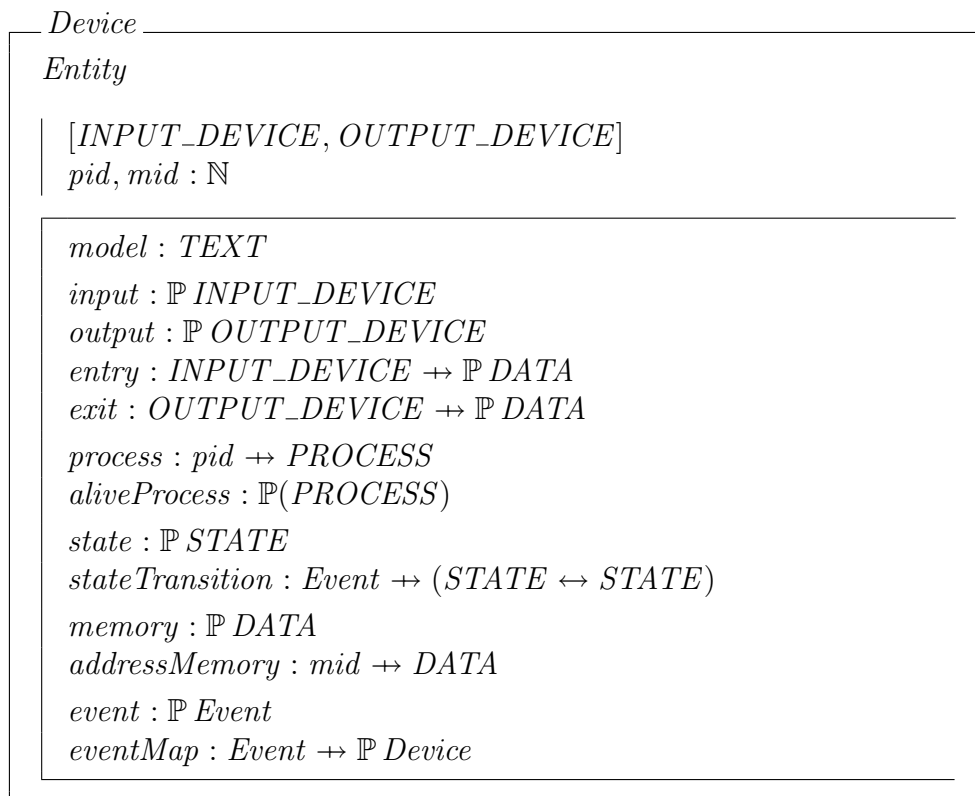 Device
Entity
[INPUT_DEVICE, OUTPUT_DEVICE]
pid, mid : ℕ
model : TEXT
input : ℙ INPUT_DEVICE
output : ℙ OUTPUT_DEVICE
entry : INPUT_DEVICE ⇸ ℙ DATA
exit : OUTPUT_DEVICE ⇸ ℙ DATA
process : pid ⇸ PROCESS
aliveProcess : ℙ(PROCESS)
state : ℙ STATE
stateTransition : Event ⇸ (STATE ↔ STATE)
memory : ℙ DATA
addressMemory : mid ⇸ DATA
event : ℙ Event
eventMap : Event ⇸ ℙ Device